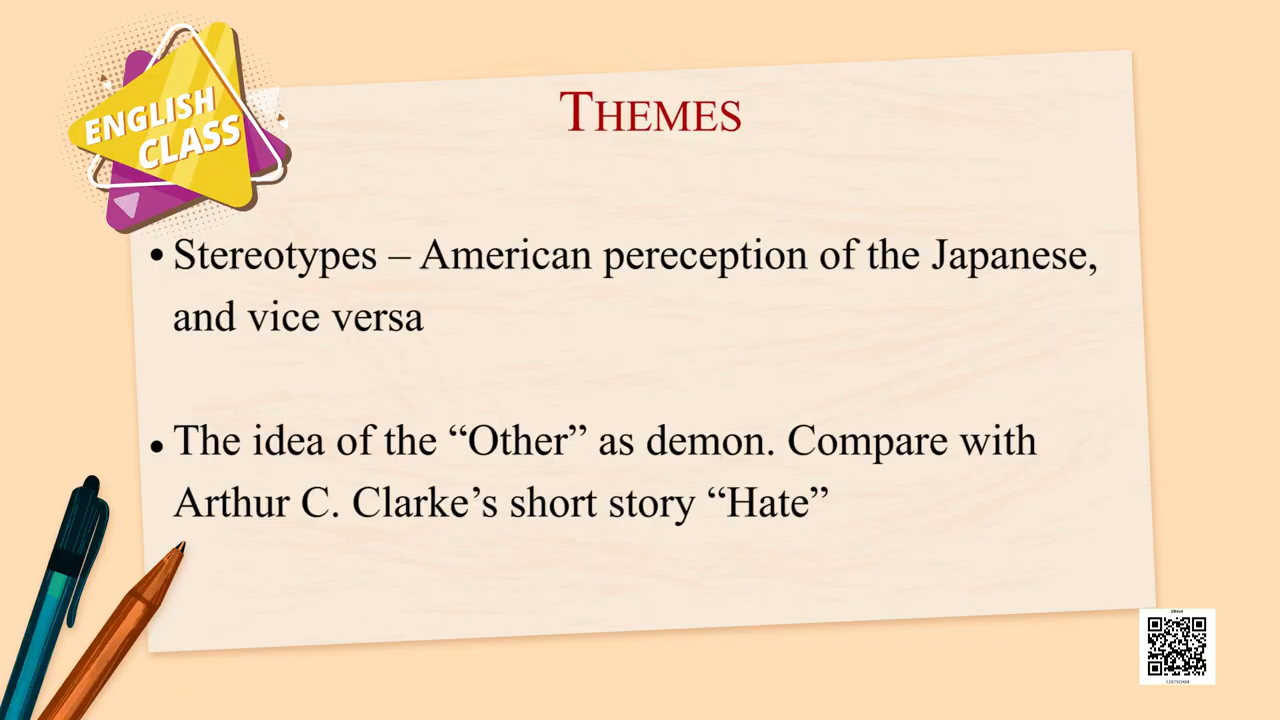 ENGLISH
CLASS
THEMES
• Stereotypes – American pereception of the Japanese,
and vice versa
• The idea of the “Other” as demon. Compare with
Arthur C. Clarke’s short story “Hate”